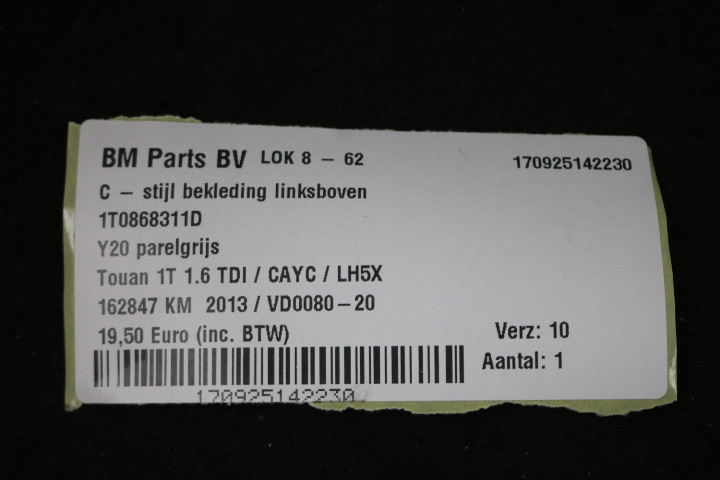 BM Parts BV LOK 8 – 62 170925142230
C – stijl bekleding linksboven
1T0868311D
Y20 parelgrijs
Touan 1T 1.6 TDI / CAYC / LH5X
162847 KM 2013 / VD0080–20
19,50 Euro (inc. BTW) Verz: 10
Aantal: 1
170925142230